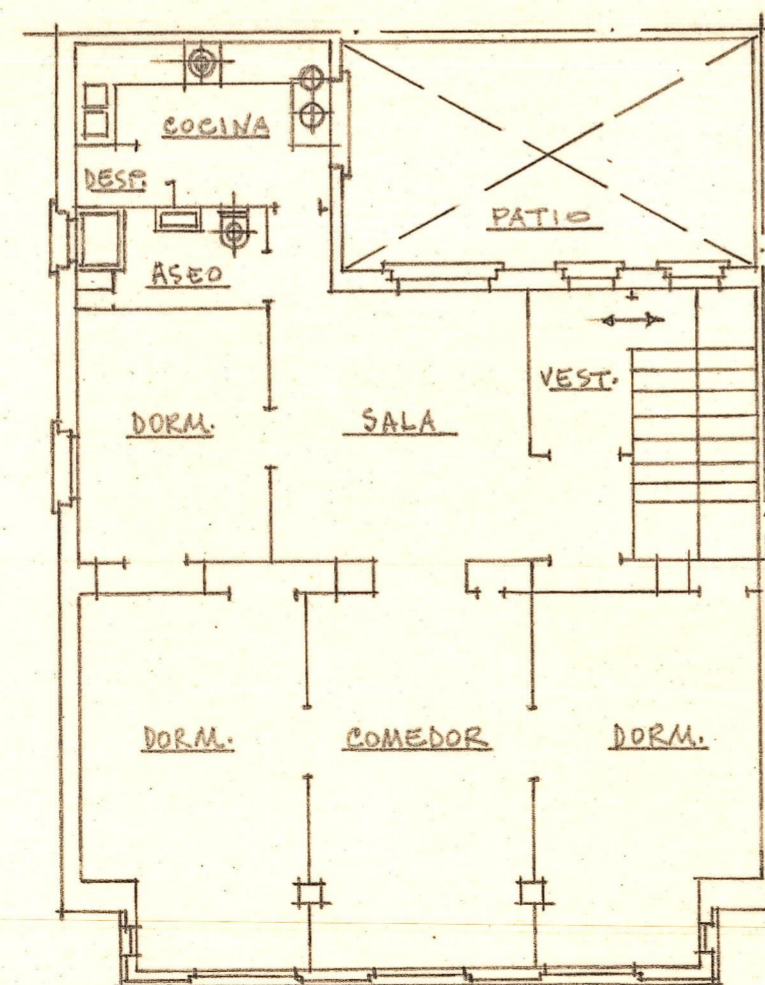 COCINA
DESP.
PATIO
ASEO
VEST.
DORM.
SALA
DORM.
COMEDOR
DORM.